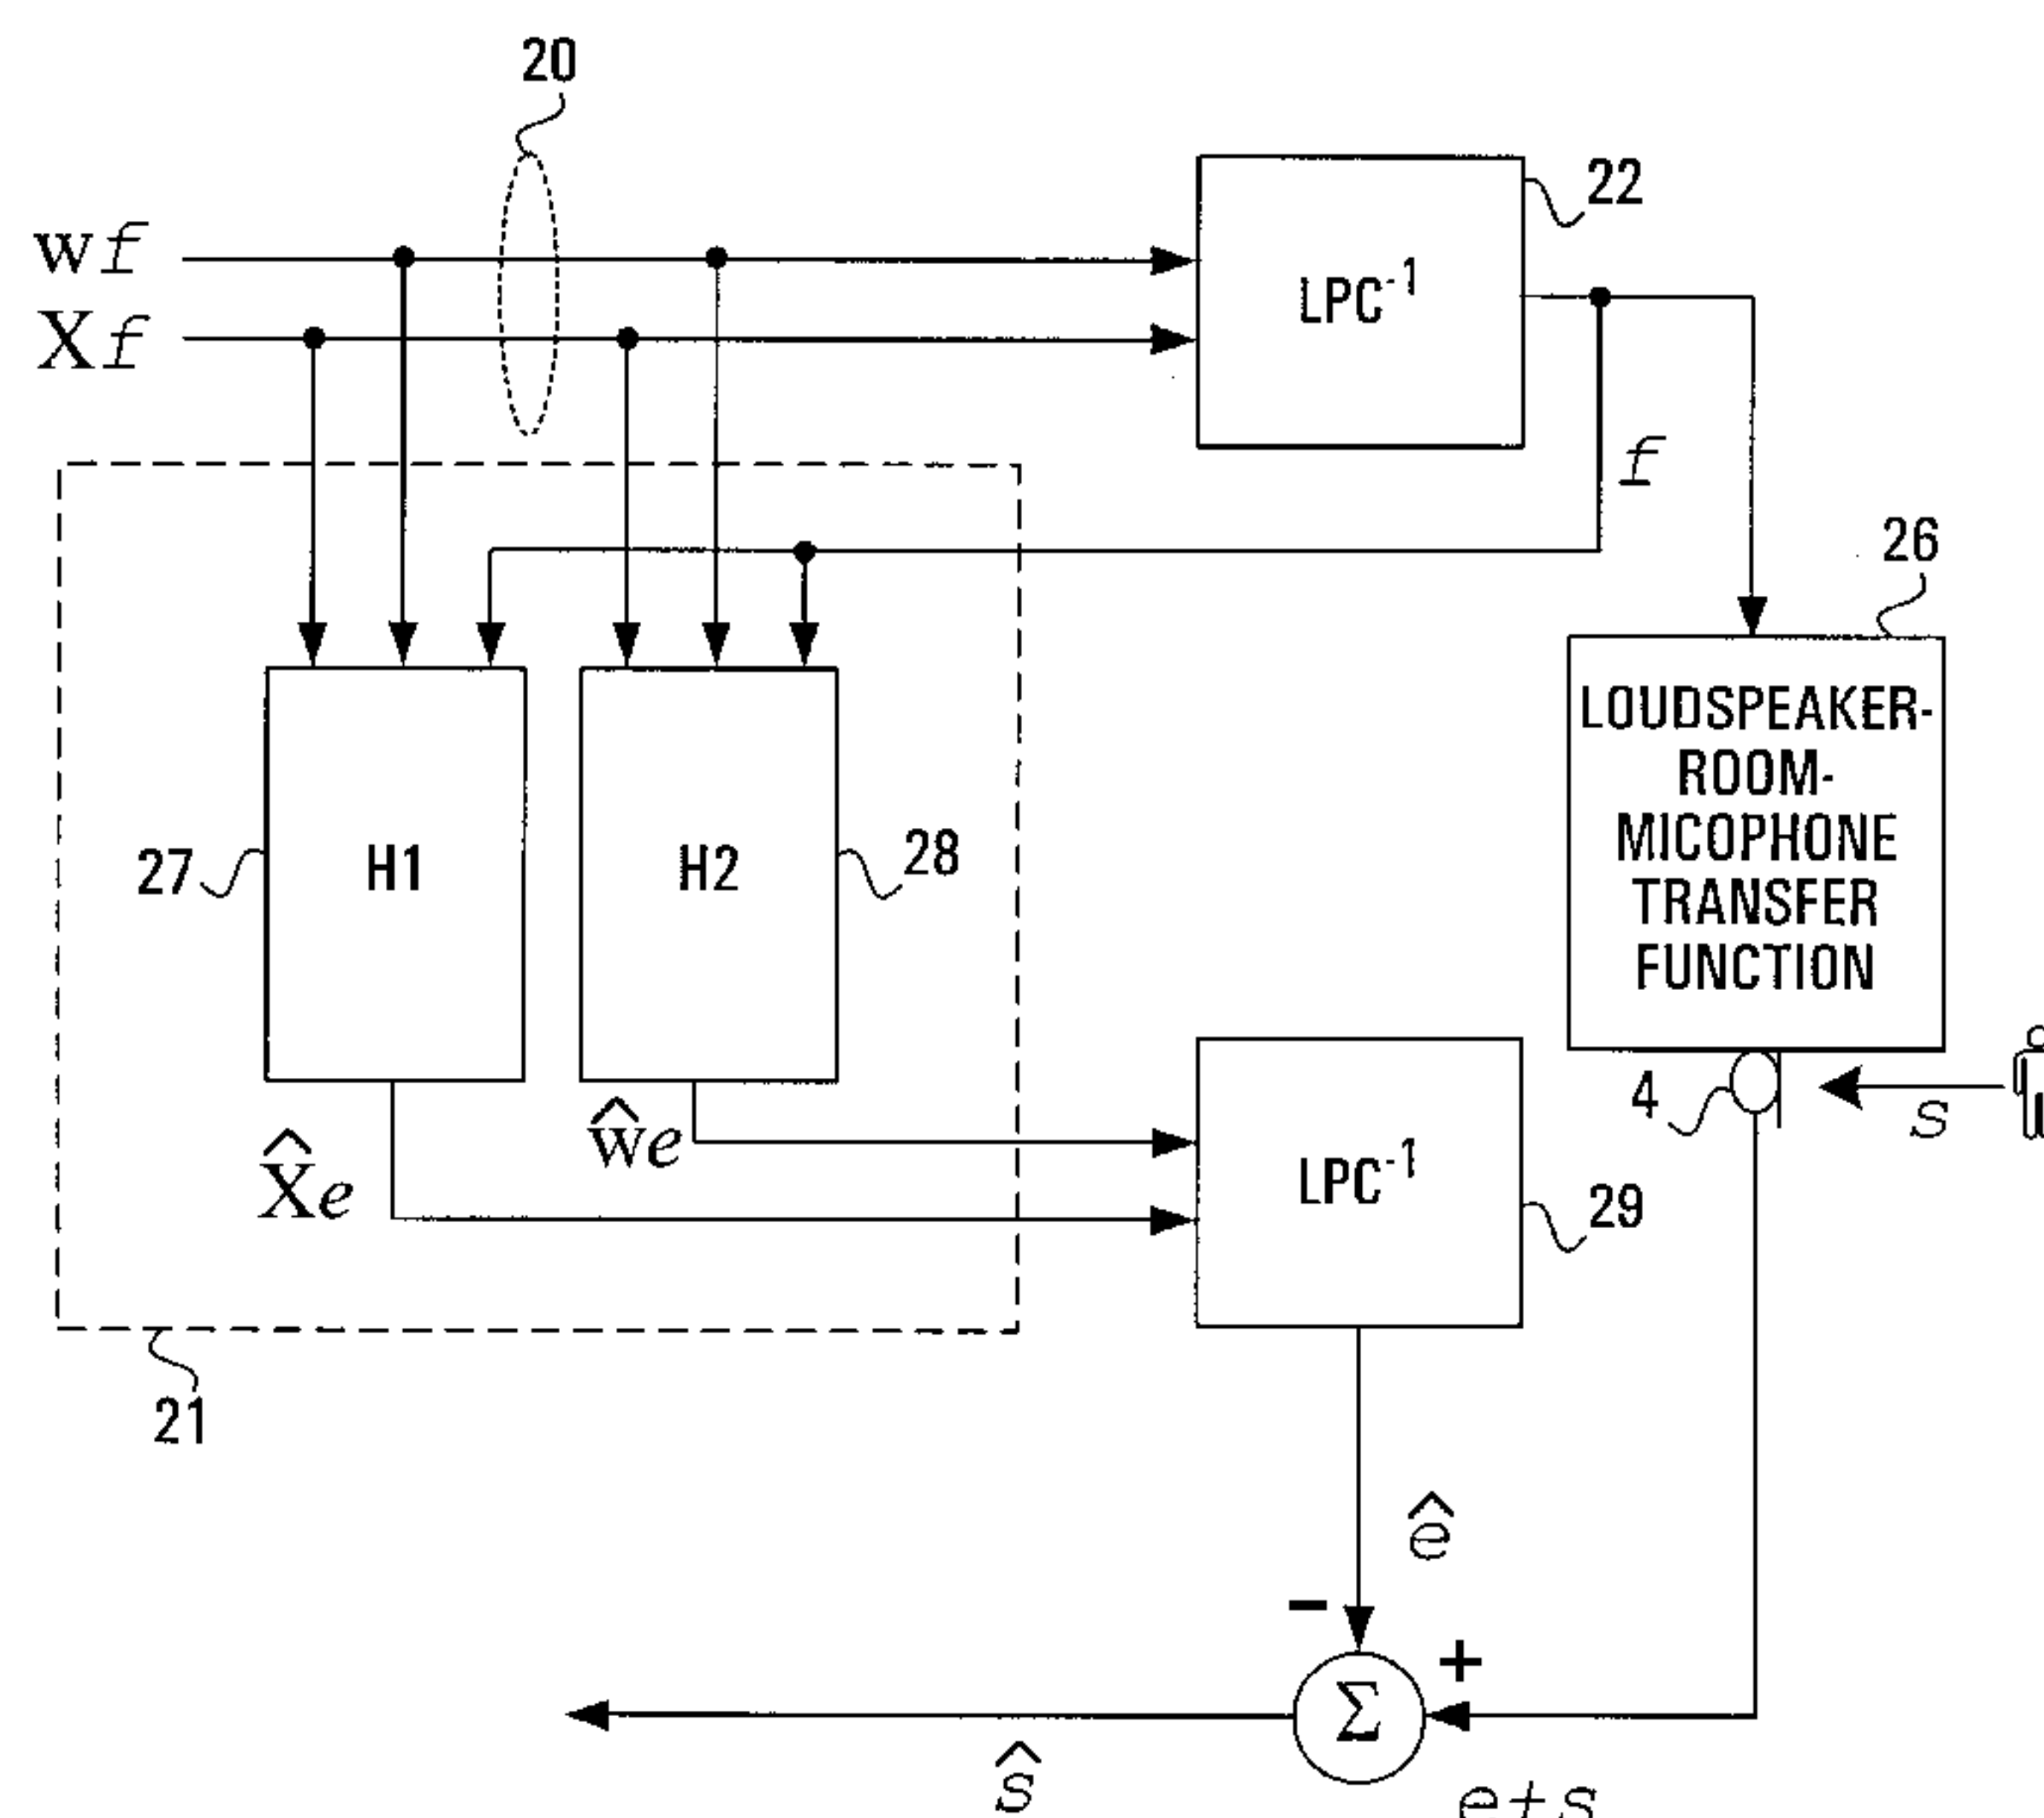 20
22
wf
Xf
LPC⁻¹
f
26
LOUDSPEAKER-
ROOM-
MICOPHONE
TRANSFER
FUNCTION
27
H1
H2
28
4
s
X̂e
ŵe
LPC⁻¹
29
21
ê
-
+
Σ
ŝ
e+s